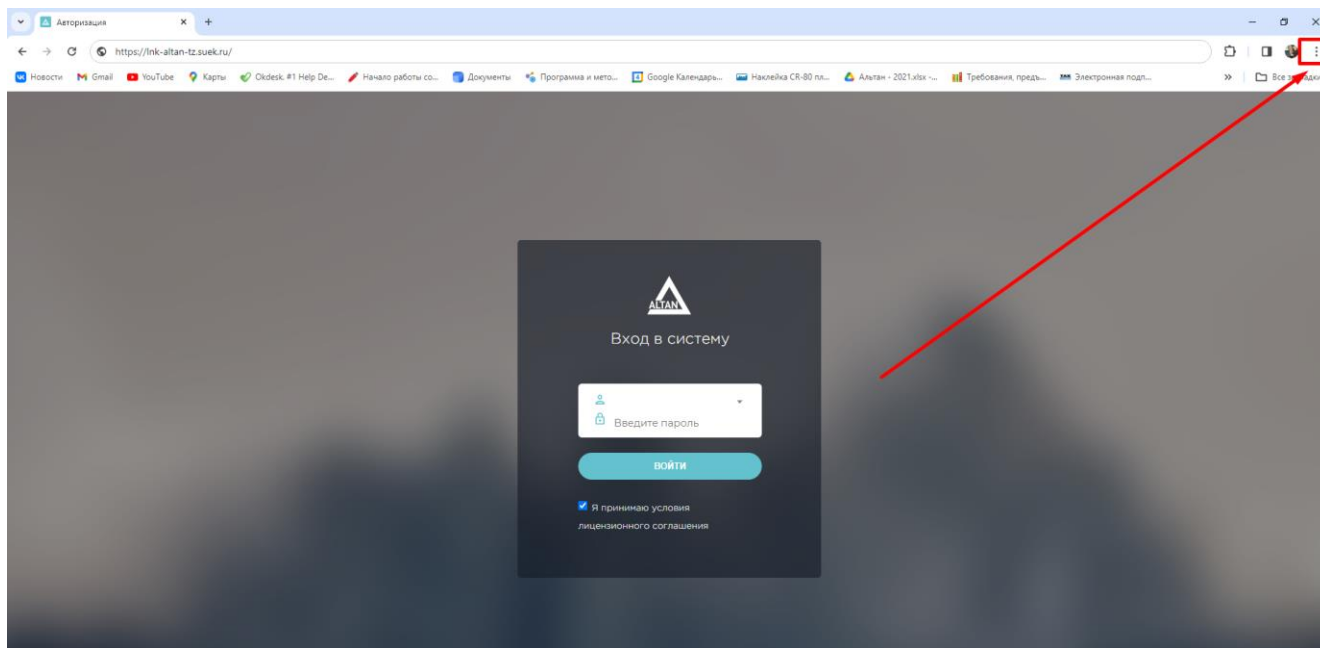 Авторизация
https://lnk-altan-tz.suek.ru/
Новости Gmail YouTube Карты Okdesk. #1 Help De... Начало работы со... Документы Программа и мето... Google Календарь... Наклейка CR-80 пл... Альтан - 2021.xlsx -... Требования, предъ... Электронная подп... » Все закладки
ALTAN
Вход в систему
Введите пароль
ВОЙТИ
Я принимаю условия
лицензионного соглашения